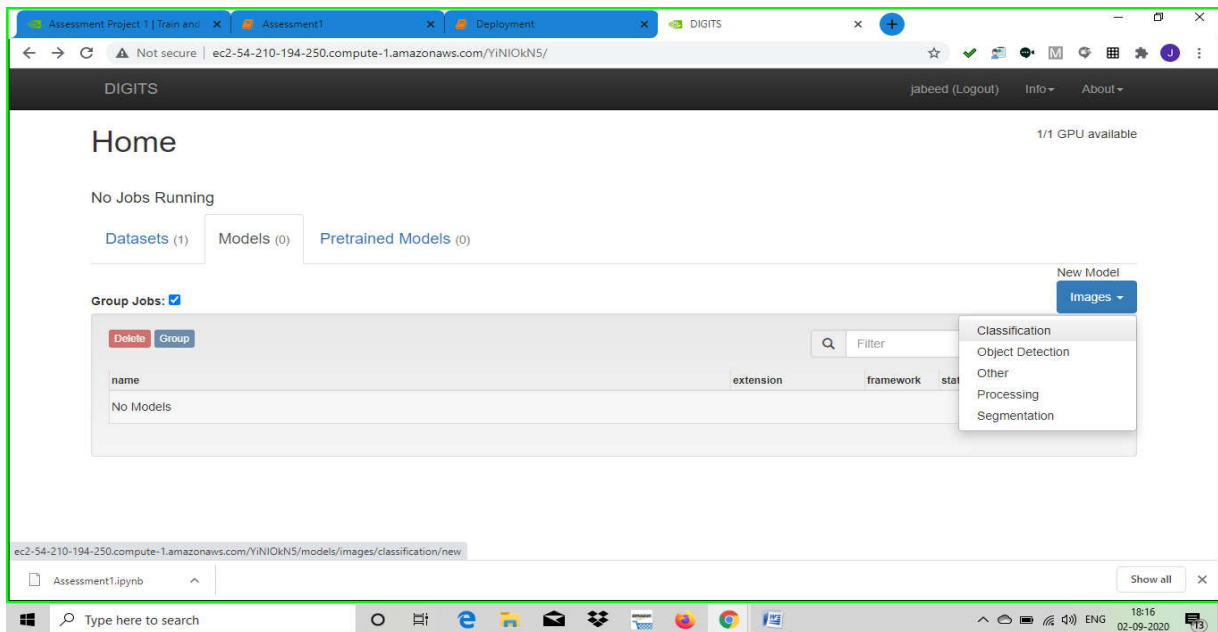 Assessment Project 1 | Train and
Assessment1
Deployment
DIGITS
Not secure | ec2-54-210-194-250.compute-1.amazonaws.com/YiNIOkN5/
DIGITS
jabeed (Logout)
Info
About
Home
1/1 GPU available
No Jobs Running
Datasets (1)
Models (0)
Pretrained Models (0)
New Model
Group Jobs:
Images
Delete
Group
Filter
Classification
Object Detection
Other
Processing
Segmentation
name
extension
framework
stat
No Models
ec2-54-210-194-250.compute-1.amazonaws.com/YiNIOkN5/models/images/classification/new
Assessment1.ipynb
Show all
Type here to search
ENG
18:16
02-09-2020